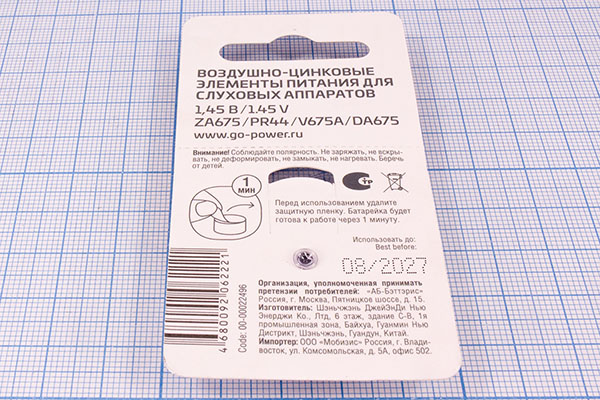 ВОЗДУШНО-ЦИНКОВЫЕ
ЭЛЕМЕНТЫ ПИТАНИЯ ДЛЯ
СЛУХОВЫХ АППАРАТОВ
1,45 В/1.45 V
ZA675/PR44/V675A/DA675
www.go-power.ru
Внимание! Соблюдайте полярность. Не заряжать, не вскры-
вать, не деформировать, не замыкать, не нагревать. Беречь
от детей.
1
МИН
Перед использованием удалите
защитную пленку. Батарейка будет
готова к работе через 1 минуту.
Использовать до:
Best before:
08/2027
Организация, уполномоченная принимать
претензии потребителей: «АБ-Бэттэрис»
Россия, г. Москва, Пятницкое шоссе, д. 15.
Изготовитель: Шэньчжэнь ДжейЭнДи Нью
Энерджи Ко., Лтд, 6 этаж, здание С-В, 1я
промышленная зона, Байхуа, Гуанмин Нью
Дистрикт, Шэньчжэнь, Гуандун, Китай.
Импортер: ООО «Мобизис» Россия, г. Влади-
восток, ул. Комсомольская, д. 5А, офис 502.
4680092062221
Code: 00-00022496